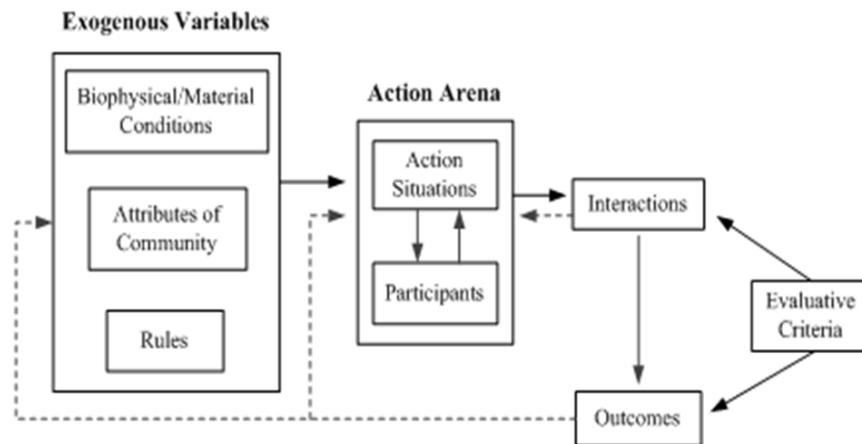 Exogenous Variables
Biophysical/Material
Conditions
Attributes of
Community
Rules
Action Arena
Action
Situations
Participants
Interactions
Evaluative
Criteria
Outcomes